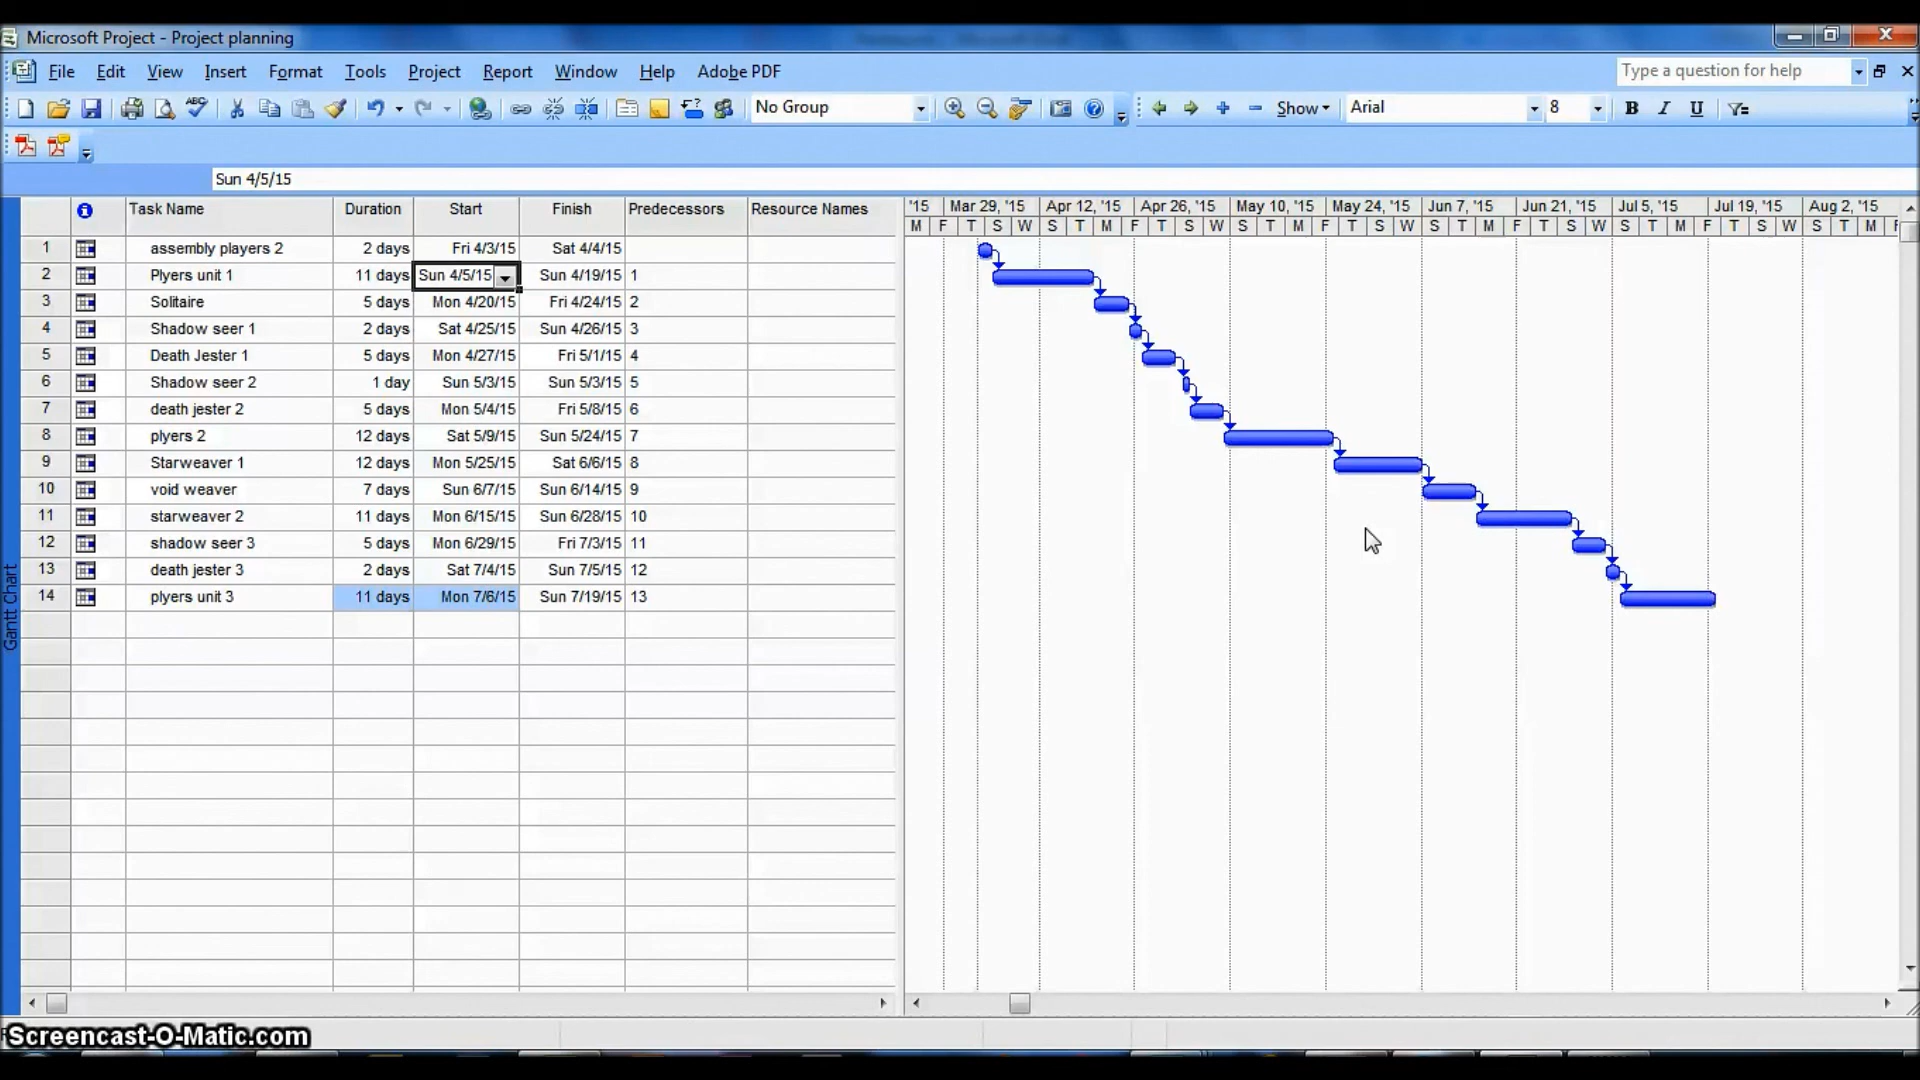 Microsoft Project - Project planning
File Edit View Insert Format Tools Project Report Window Help Adobe PDF Type a question for help
No Group Show Arial 8 B I U
Sun 4/5/15
Task Name Duration Start Finish Predecessors Resource Names
1 assembly players 2 2 days Fri 4/3/15 Sat 4/4/15
2 Plyers unit 1 11 days Sun 4/5/15 Sun 4/19/15 1
3 Solitaire 5 days Mon 4/20/15 Fri 4/24/15 2
4 Shadow seer 1 2 days Sat 4/25/15 Sun 4/26/15 3
5 Death Jester 1 5 days Mon 4/27/15 Fri 5/1/15 4
6 Shadow seer 2 1 day Sun 5/3/15 Sun 5/3/15 5
7 death jester 2 5 days Mon 5/4/15 Fri 5/8/15 6
8 plyers 2 12 days Sat 5/9/15 Sun 5/24/15 7
9 Starweaver 1 12 days Mon 5/25/15 Sat 6/6/15 8
10 void weaver 7 days Sun 6/7/15 Sun 6/14/15 9
11 starweaver 2 11 days Mon 6/15/15 Sun 6/28/15 10
12 shadow seer 3 5 days Mon 6/29/15 Fri 7/3/15 11
13 death jester 3 2 days Sat 7/4/15 Sun 7/5/15 12
14 plyers unit 3 11 days Mon 7/6/15 Sun 7/19/15 13
'15 Mar 29, '15 Apr 12, '15 Apr 26, '15 May 10, '15 May 24, '15 Jun 7, '15 Jun 21, '15 Jul 5, '15 Jul 19, '15 Aug 2, '15
M F T S W S T M F T S W S T M F T S W S T M F T S W S T M F T S W S T M
Gantt Chart
Screencast-O-Matic.com